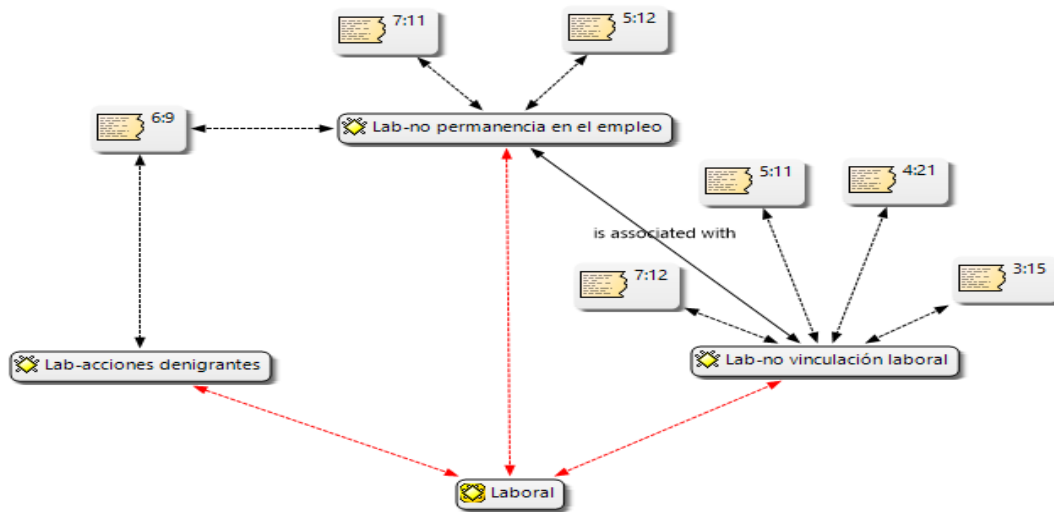 7:11
5:12
6:9
Lab-no permanencia en el empleo
5:11
4:21
is associated with
7:12
3:15
Lab-acciones denigrantes
Lab-no vinculación laboral
Laboral